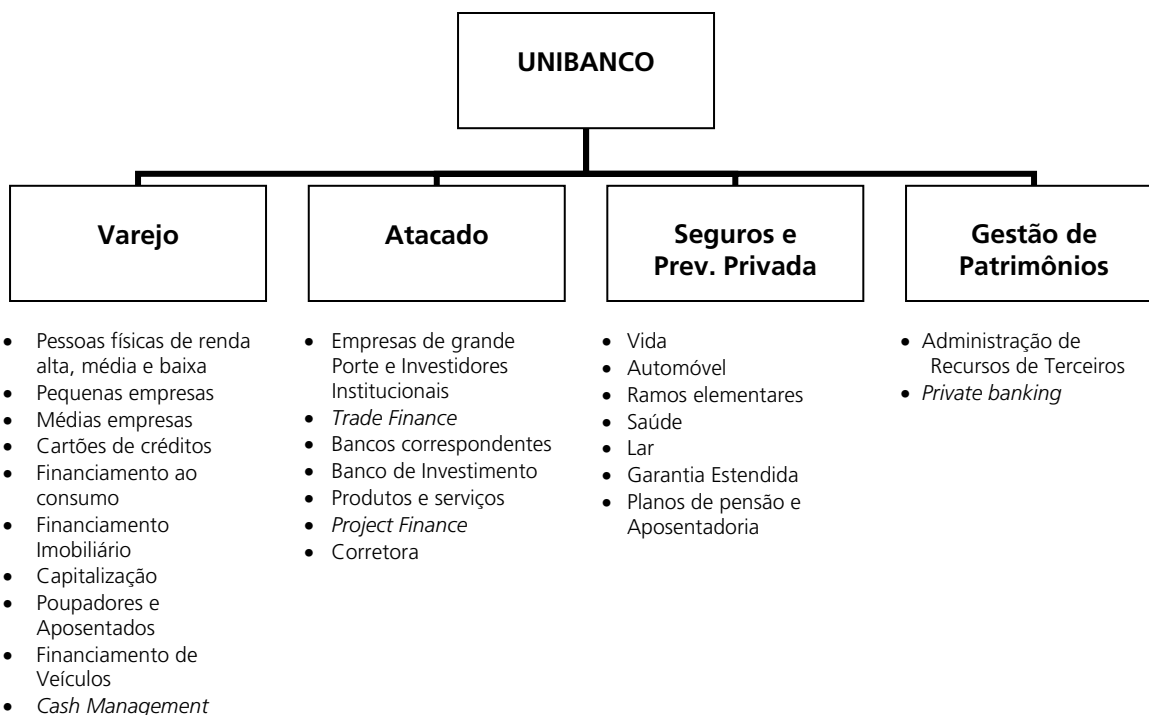 UNIBANCO
Varejo
• Pessoas físicas de renda
alta, média e baixa
• Pequenas empresas
• Médias empresas
• Cartões de créditos
• Financiamento ao
consumo
• Financiamento
Imobiliário
• Capitalização
• Poupadores e
Aposentados
• Financiamento de
Veículos
• Cash Management
Atacado
• Empresas de grande
Porte e Investidores
Institucionais
• Trade Finance
• Bancos correspondentes
• Banco de Investimento
• Produtos e serviços
• Project Finance
• Corretora
Seguros e
Prev. Privada
• Vida
• Automóvel
• Ramos elementares
• Saúde
• Lar
• Garantia Estendida
• Planos de pensão e
Aposentadoria
Gestão de
Patrimônios
• Administração de
Recursos de Terceiros
• Private banking